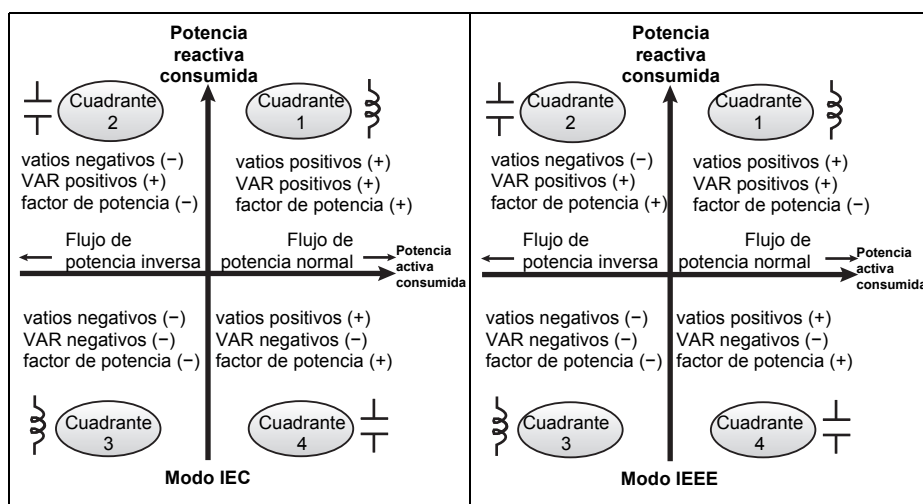 Potencia
reactiva
consumida
Cuadrante
2
Cuadrante
1
vatios negativos (−)
VAR positivos (+)
factor de potencia (−)
vatios positivos (+)
VAR positivos (+)
factor de potencia (+)
Flujo de
potencia inversa
Flujo de
potencia normal
Potencia
activa
consumida
vatios negativos (−)
VAR negativos (−)
factor de potencia (−)
vatios positivos (+)
VAR negativos (−)
factor de potencia (+)
Cuadrante
3
Cuadrante
4
Modo IEC
Potencia
reactiva
consumida
Cuadrante
2
Cuadrante
1
vatios negativos (−)
VAR positivos (+)
factor de potencia (+)
vatios positivos (+)
VAR positivos (+)
factor de potencia (−)
Flujo de
potencia inversa
Flujo de
potencia normal
Potencia
activa
consumida
vatios negativos (−)
VAR negativos (−)
factor de potencia (−)
vatios positivos (+)
VAR negativos (−)
factor de potencia (+)
Cuadrante
3
Cuadrante
4
Modo IEEE